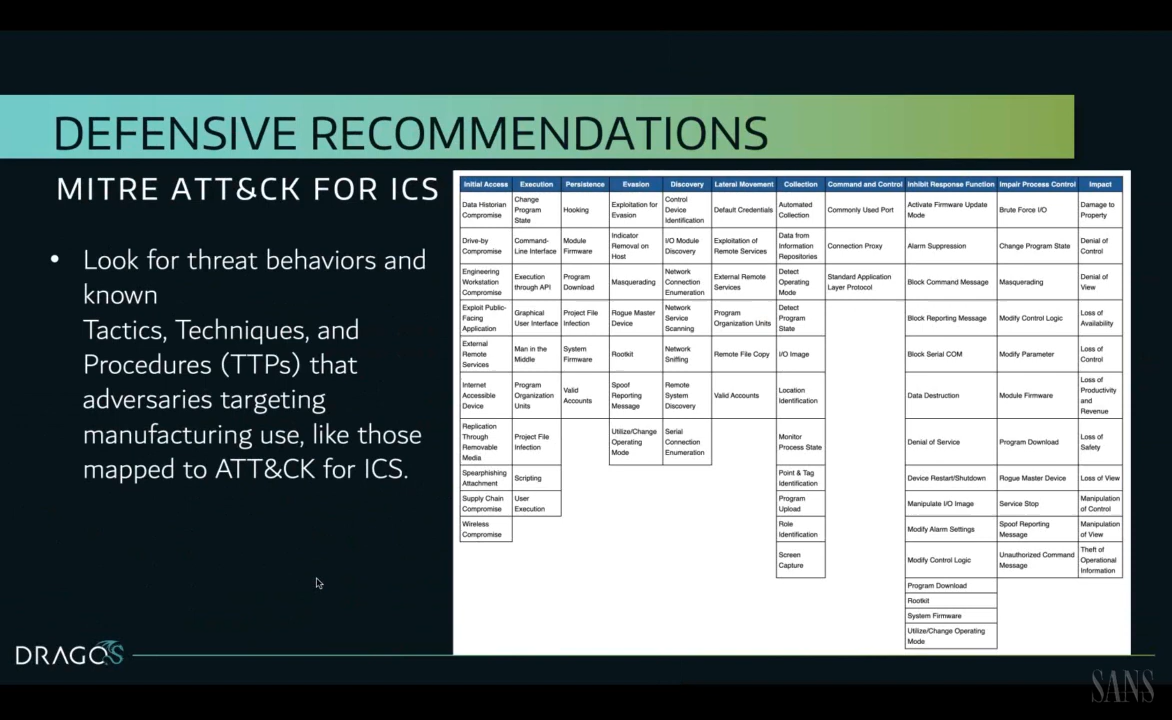 DEFENSIVE RECOMMENDATIONS
MITRE ATT&CK FOR ICS
• Look for threat behaviors and
known
Tactics, Techniques, and
Procedures (TTPs) that
adversaries targeting
manufacturing use, like those
mapped to ATT&CK for ICS.
Initial Access
Data Historian
Compromise
Drive-by
Compromise
Engineering
Workstation
Compromise
Exploit Public-
Facing
Application
External
Remote
Services
Internet
Accessible
Device
Replication
Through
Removable
Media
Spearphishing
Attachment
Supply Chain
Compromise
Wireless
Compromise
Execution
Change
Program
State
Command-
Line Interface
Execution
through API
Graphical
User Interface
Man in the
Middle
Program
Organization
Units
Project File
Infection
Scripting
User
Execution
Persistence
Hooking
Module
Firmware
Program
Download
Project File
Infection
System
Firmware
Valid
Accounts
Evasion
Exploitation for
Evasion
Indicator
Removal on
Host
Masquerading
Rogue Master
Device
Rootkit
Spoof
Reporting
Message
Utilize/Change
Operating
Mode
Discovery
Control
Device
Identification
I/O Module
Discovery
Network
Connection
Enumeration
Network
Service
Scanning
Network
Sniffing
Remote
System
Discovery
Serial
Connection
Enumeration
Lateral Movement
Default Credentials
Exploitation of
Remote Services
External Remote
Services
Program
Organization Units
Remote File Copy
Valid Accounts
Collection
Automated
Collection
Data from
Information
Repositories
Detect
Operating
Mode
Detect
Program
State
I/O Image
Location
Identification
Monitor
Process State
Point & Tag
Identification
Program
Upload
Role
Identification
Screen
Capture
Command and Control
Commonly Used Port
Connection Proxy
Standard Application
Layer Protocol
Inhibit Response Function
Activate Firmware Update
Mode
Alarm Suppression
Block Command Message
Block Reporting Message
Block Serial COM
Data Destruction
Denial of Service
Device Restart/Shutdown
Manipulate I/O Image
Modify Alarm Settings
Modify Control Logic
Program Download
Rootkit
System Firmware
Utilize/Change Operating
Mode
Impair Process Control
Brute Force I/O
Change Program State
Masquerading
Modify Control Logic
Modify Parameter
Module Firmware
Program Download
Rogue Master Device
Service Stop
Spoof Reporting
Message
Unauthorized Command
Message
Impact
Damage to
Property
Denial of
Control
Denial of
View
Loss of
Availability
Loss of
Control
Loss of
Productivity
and
Revenue
Loss of
Safety
Loss of View
Manipulation
of Control
Manipulation
of View
Theft of
Operational
Information
DRAGOS
SANS